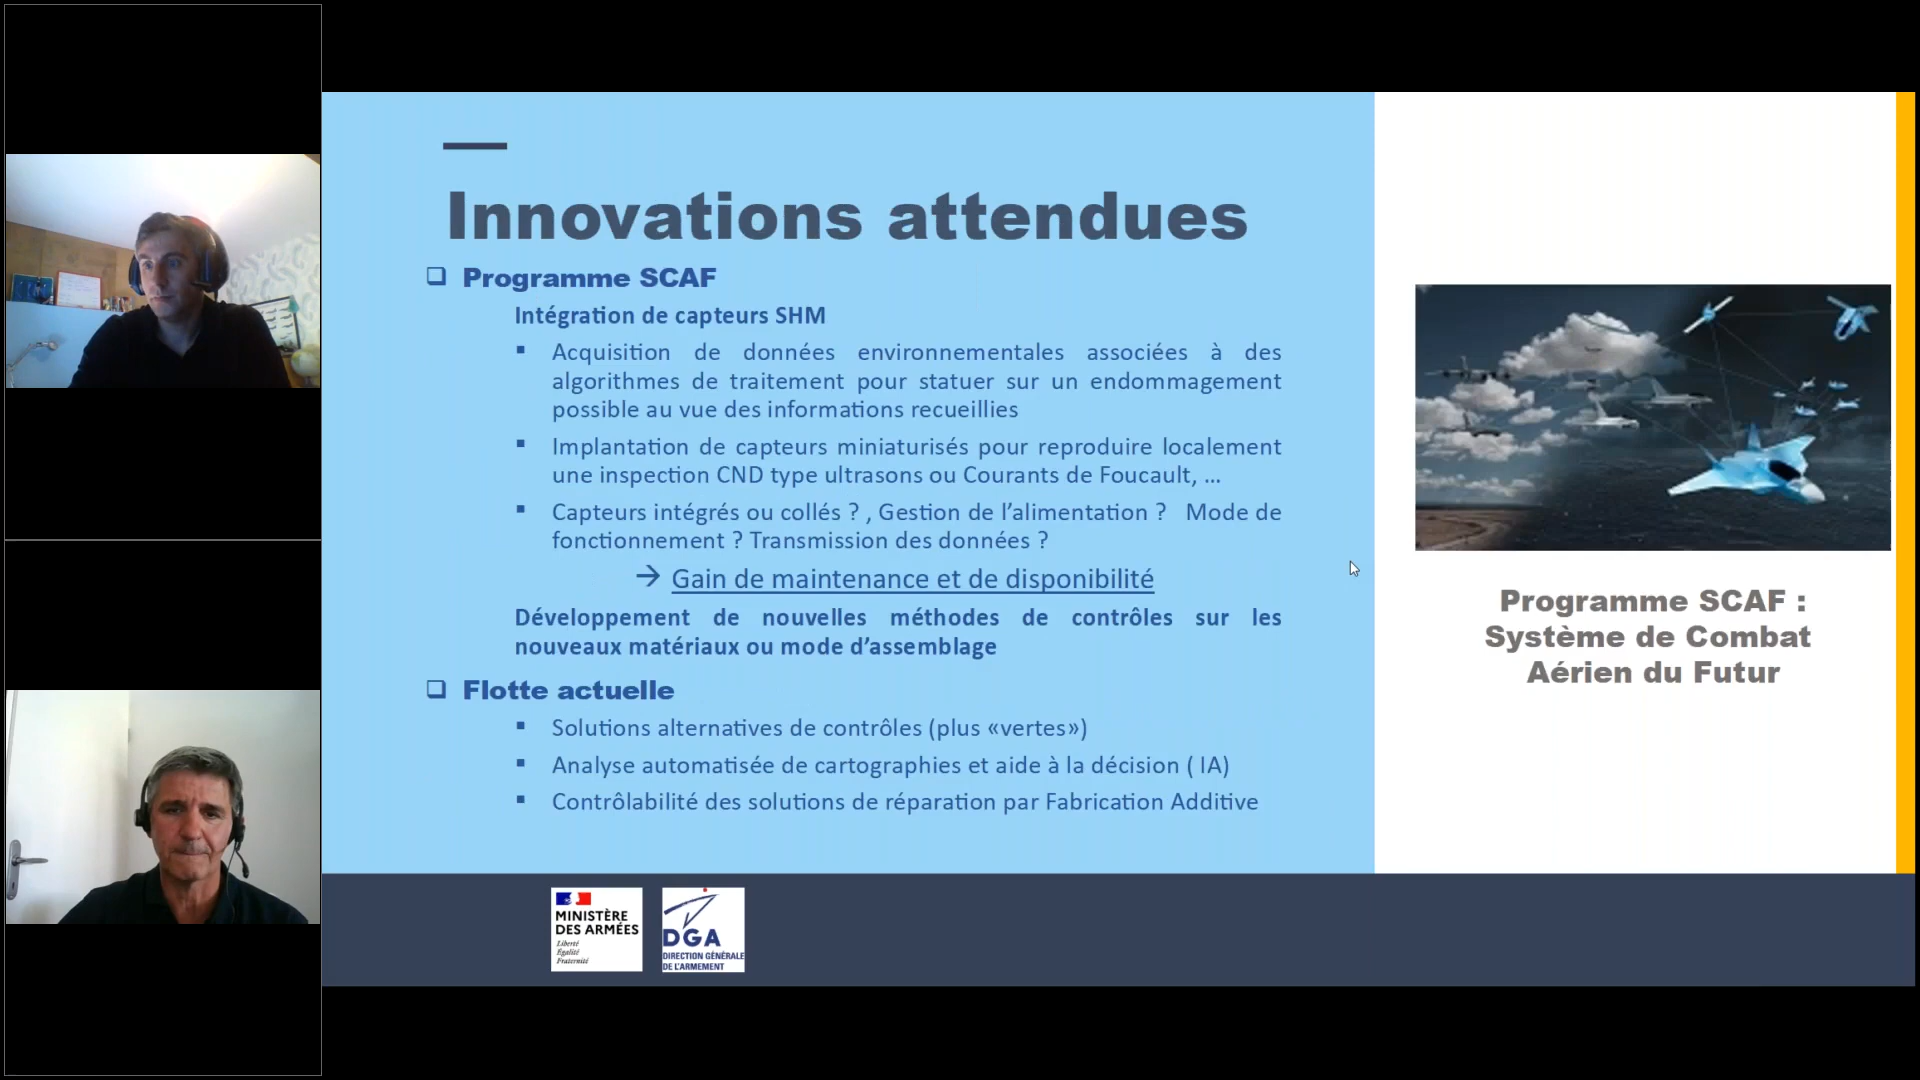 Innovations attendues
❑ Programme SCAF
Intégration de capteurs SHM
▪ Acquisition de données environnementales associées à des
algorithmes de traitement pour statuer sur un endommagement
possible au vue des informations recueillies
▪ Implantation de capteurs miniaturisés pour reproduire localement
une inspection CND type ultrasons ou Courants de Foucault, ...
▪ Capteurs intégrés ou collés ? , Gestion de l’alimentation ? Mode de
fonctionnement ? Transmission des données ?
→ Gain de maintenance et de disponibilité
Développement de nouvelles méthodes de contrôles sur les
nouveaux matériaux ou mode d’assemblage
❑ Flotte actuelle
▪ Solutions alternatives de contrôles (plus «vertes»)
▪ Analyse automatisée de cartographies et aide à la décision ( IA)
▪ Contrôlabilité des solutions de réparation par Fabrication Additive
Programme SCAF :
Système de Combat
Aérien du Futur
MINISTÈRE
DES ARMÉES
Liberté
Égalité
Fraternité
DGA
DIRECTION GÉNÉRALE
DE L'ARMEMENT